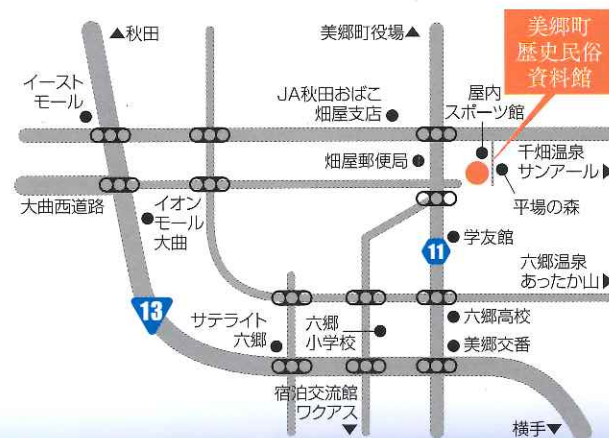 ▲秋田
美郷町役場▲
美郷町
歴史民俗
資料館
イースト
モール
JA秋田おばこ
畑屋支店
屋内
スポーツ館
畑屋郵便局
千畑温泉
サンアール▶
大曲西道路
イオン
モール
大曲
平場の森
学友館
11
六郷温泉
あったか山▶
13
サテライト
六郷
六郷
小学校
六郷高校
美郷交番
宿泊交流館
ワクアス
▼
横手▼